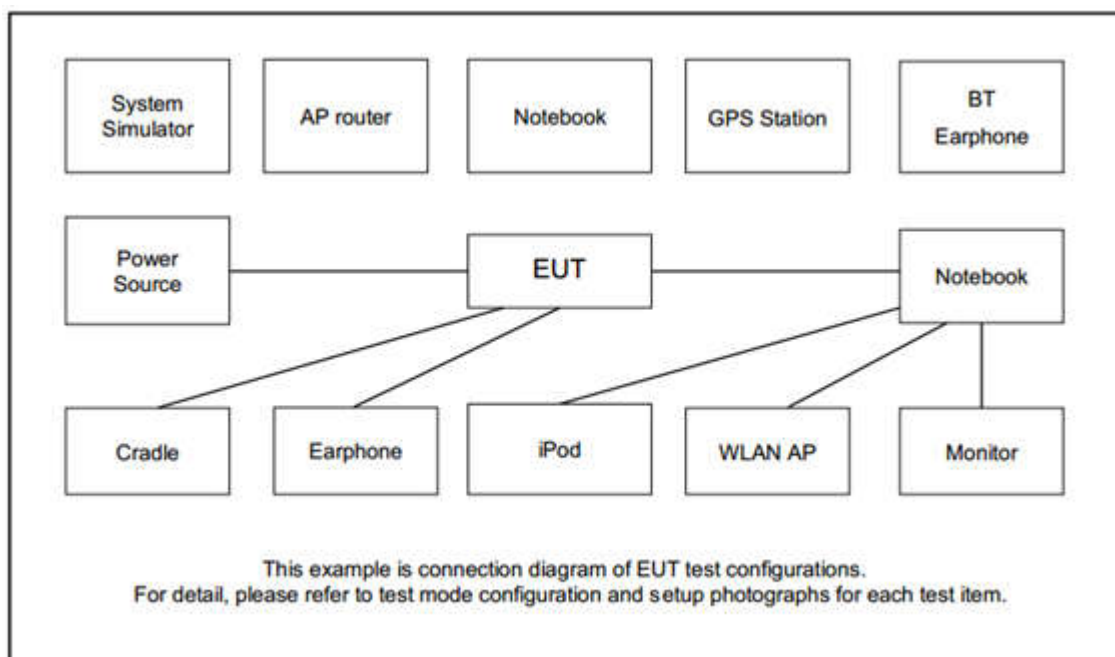 System
Simulator
AP router
Notebook
GPS Station
BT
Earphone
Power
Source
EUT
Notebook
Cradle
Earphone
iPod
WLAN AP
Monitor
This example is connection diagram of EUT test configurations.
For detail, please refer to test mode configuration and setup photographs for each test item.